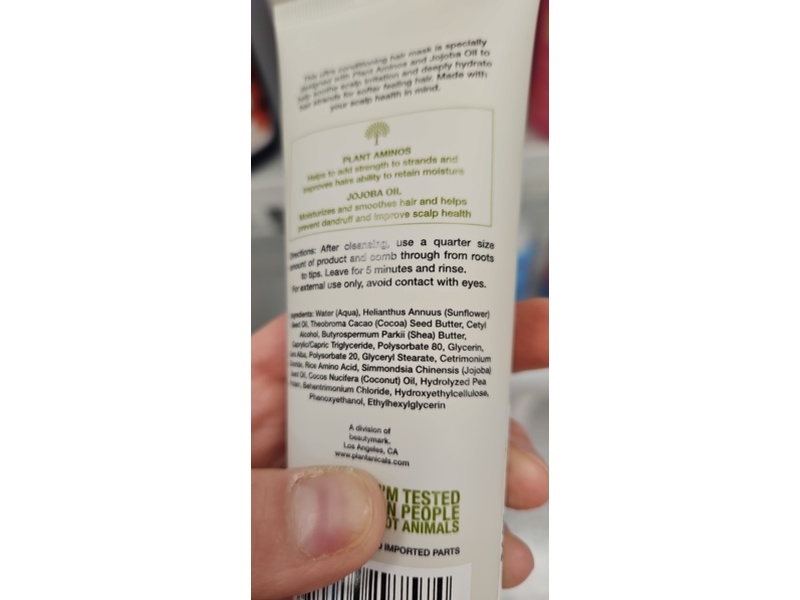 This ultra conditioning hair mask is specially
designed with Plant Aminos and Jojoba Oil to
help soothe scalp irritation and deeply hydrate
hair strands for softer feeling hair. Made with
your scalp health in mind.
PLANT AMINOS
Helps to add strength to strands and
improves hairs ability to retain moisture
JOJOBA OIL
Moisturizes and smoothes hair and helps
prevent dandruff and improve scalp health
Directions: After cleansing, use a quarter size
amount of product and comb through from roots
to tips. Leave for 5 minutes and rinse.
For external use only, avoid contact with eyes.
Ingredients: Water (Aqua), Helianthus Annuus (Sunflower)
Seed Oil, Theobroma Cacao (Cocoa) Seed Butter, Cetyl
Alcohol, Butyrospermum Parkii (Shea) Butter,
Caprylic/Capric Triglyceride, Polysorbate 80, Glycerin,
Alba, Polysorbate 20, Glyceryl Stearate, Cetrimonium
Rice Amino Acid, Simmondsia Chinensis (Jojoba)
Seed Oil, Cocos Nucifera (Coconut) Oil, Hydrolyzed Pea
Behentrimonium Chloride, Hydroxyethylcellulose,
Phenoxyethanol, Ethylhexylglycerin
A division of
beautymark.
Los Angeles, CA
www.plantanicals.com
'M TESTED
N PEOPLE
OT ANIMALS
IMPORTED PARTS